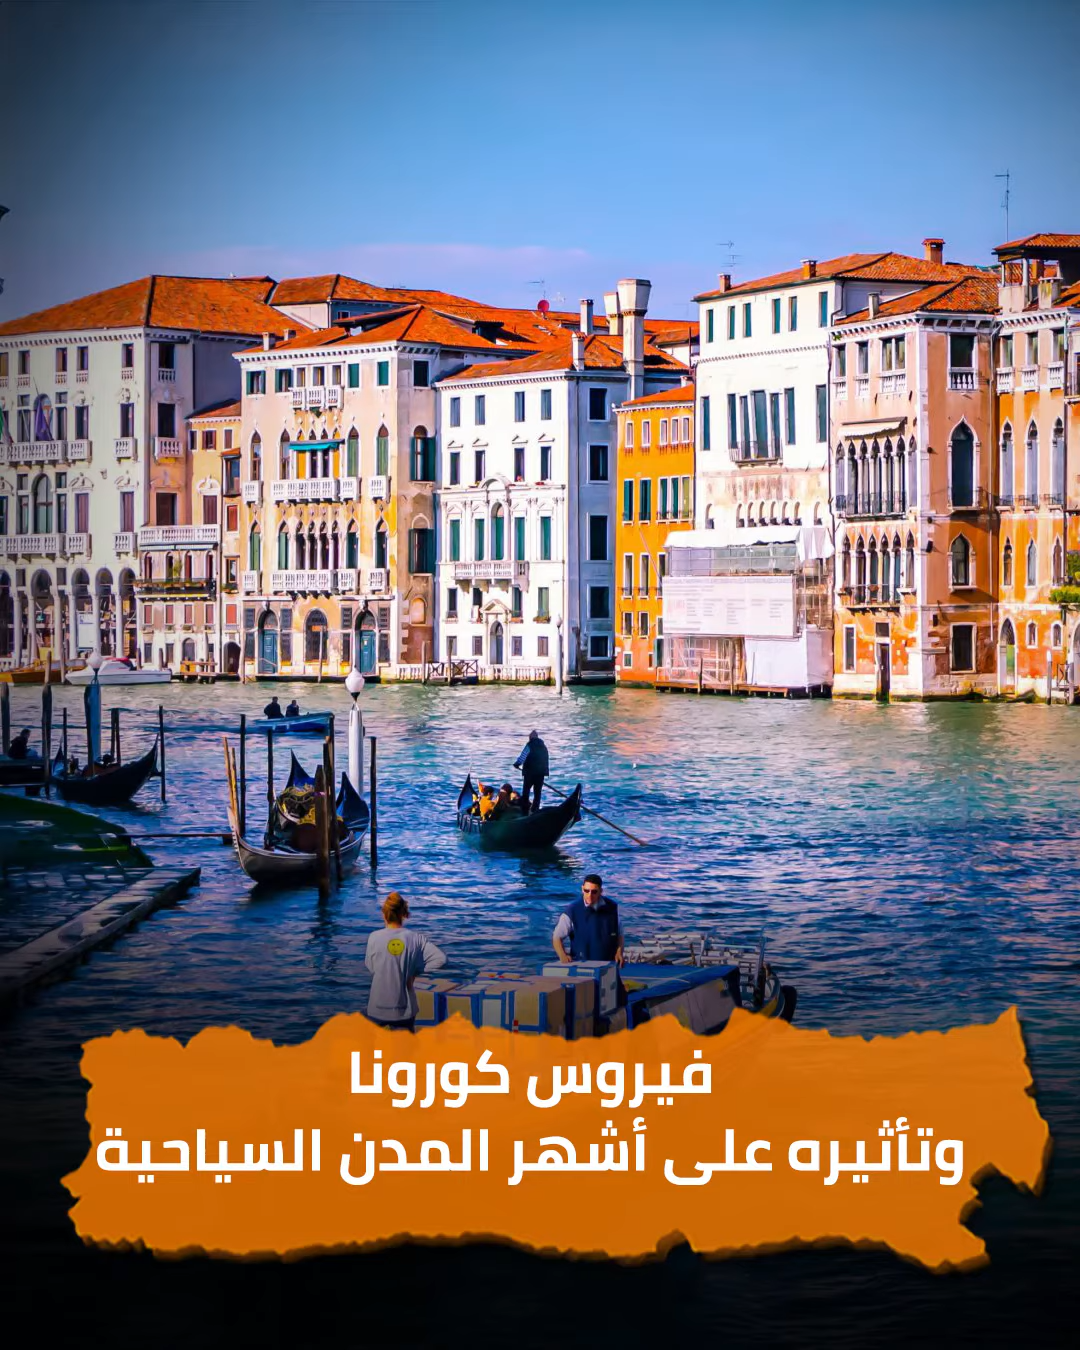 فيروس كورونا
وتأثيره على أشهر المدن السياحية